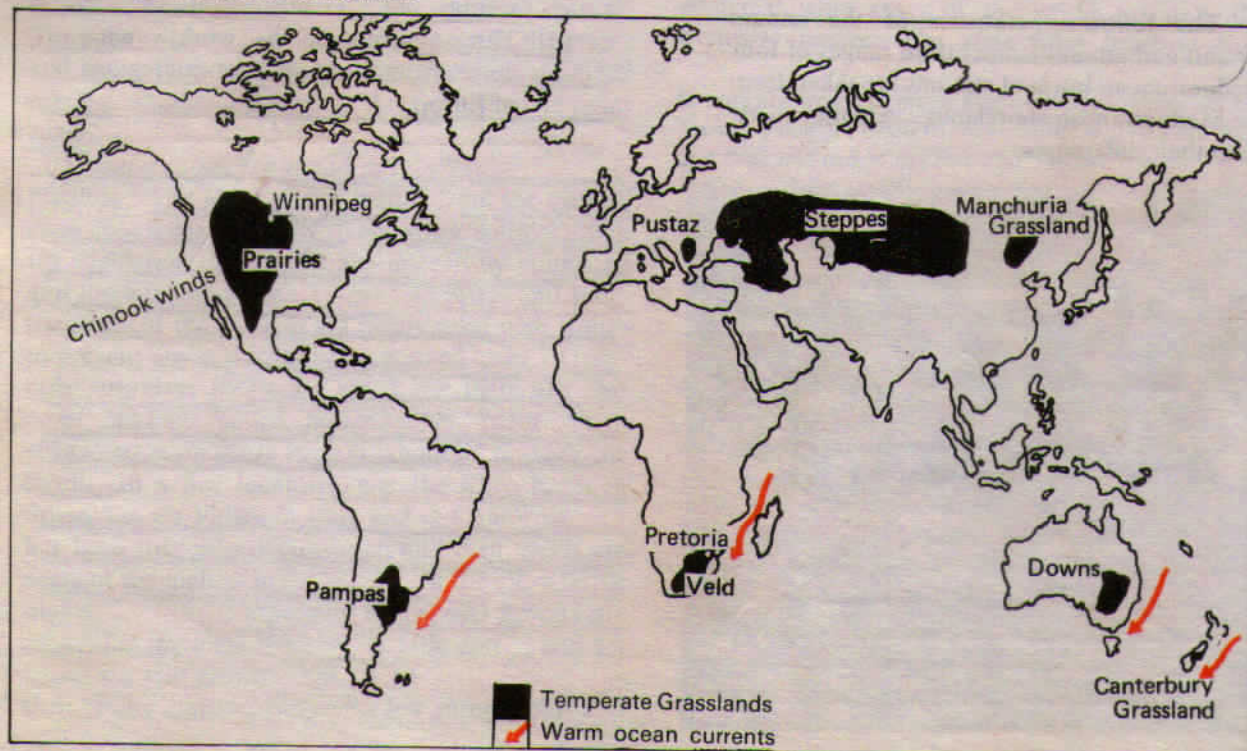 Winnipeg
Prairies
Chinook winds
Pustaz
Steppes
Manchuria
Grassland
Pretoria
Veld
Pampas
Downs
Canterbury
Grassland
Temperate Grasslands
Warm ocean currents